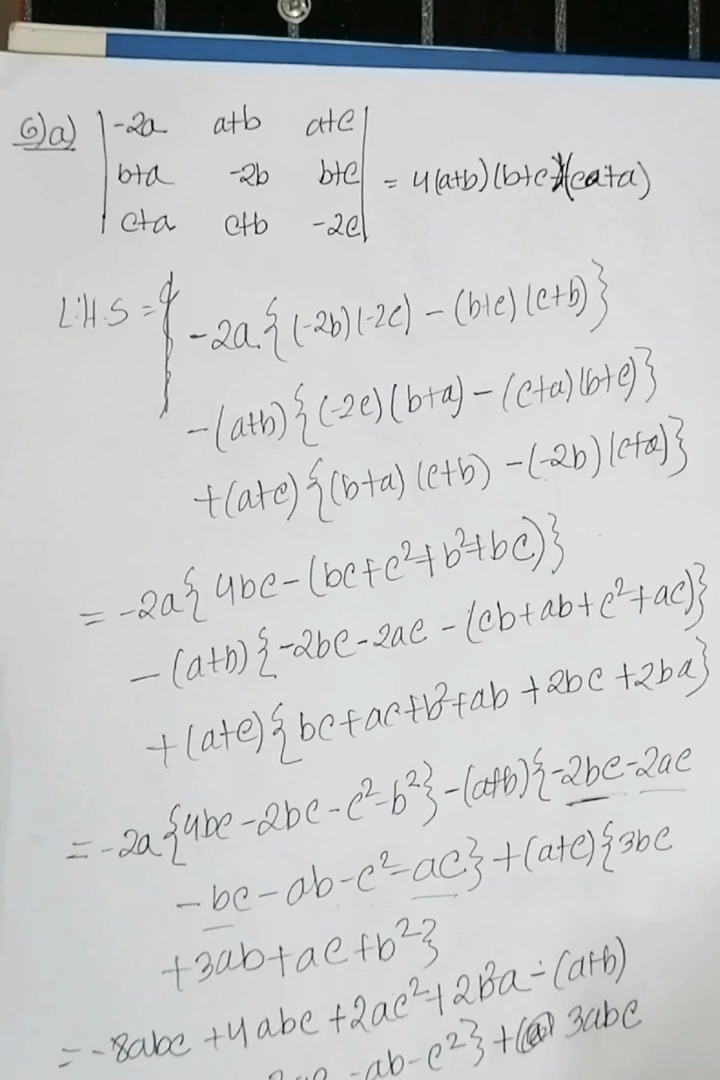 6)a) |-2a a+b a+c|
|b+a -2b b+c| = 4(a+b)(b+c)(c+a)
|c+a c+b -2c|
L.H.S = -2a.{(-2b)(-2c) - (b+c)(c+b)}
-(a+b){(-2c)(b+a) - (c+a)(b+c)}
+(a+c){(b+a)(c+b) - (-2b)(c+a)}
= -2a{4bc-(bc+c²+b²+bc)}
-(a+b){-2bc-2ac-(cb+ab+c²+ac)}
+(a+c){bc+ac+b²+ab+2bc+2ba}
= -2a{4bc-2bc-c²-b²}-(a+b){-2bc-2ac
-bc-ab-c²-ac}+(a+c){3bc
+3ab+ac+b²}
= -8abc+4abc+2ac²+2b²a-(a+b)
-ab-c²}+ 3abc